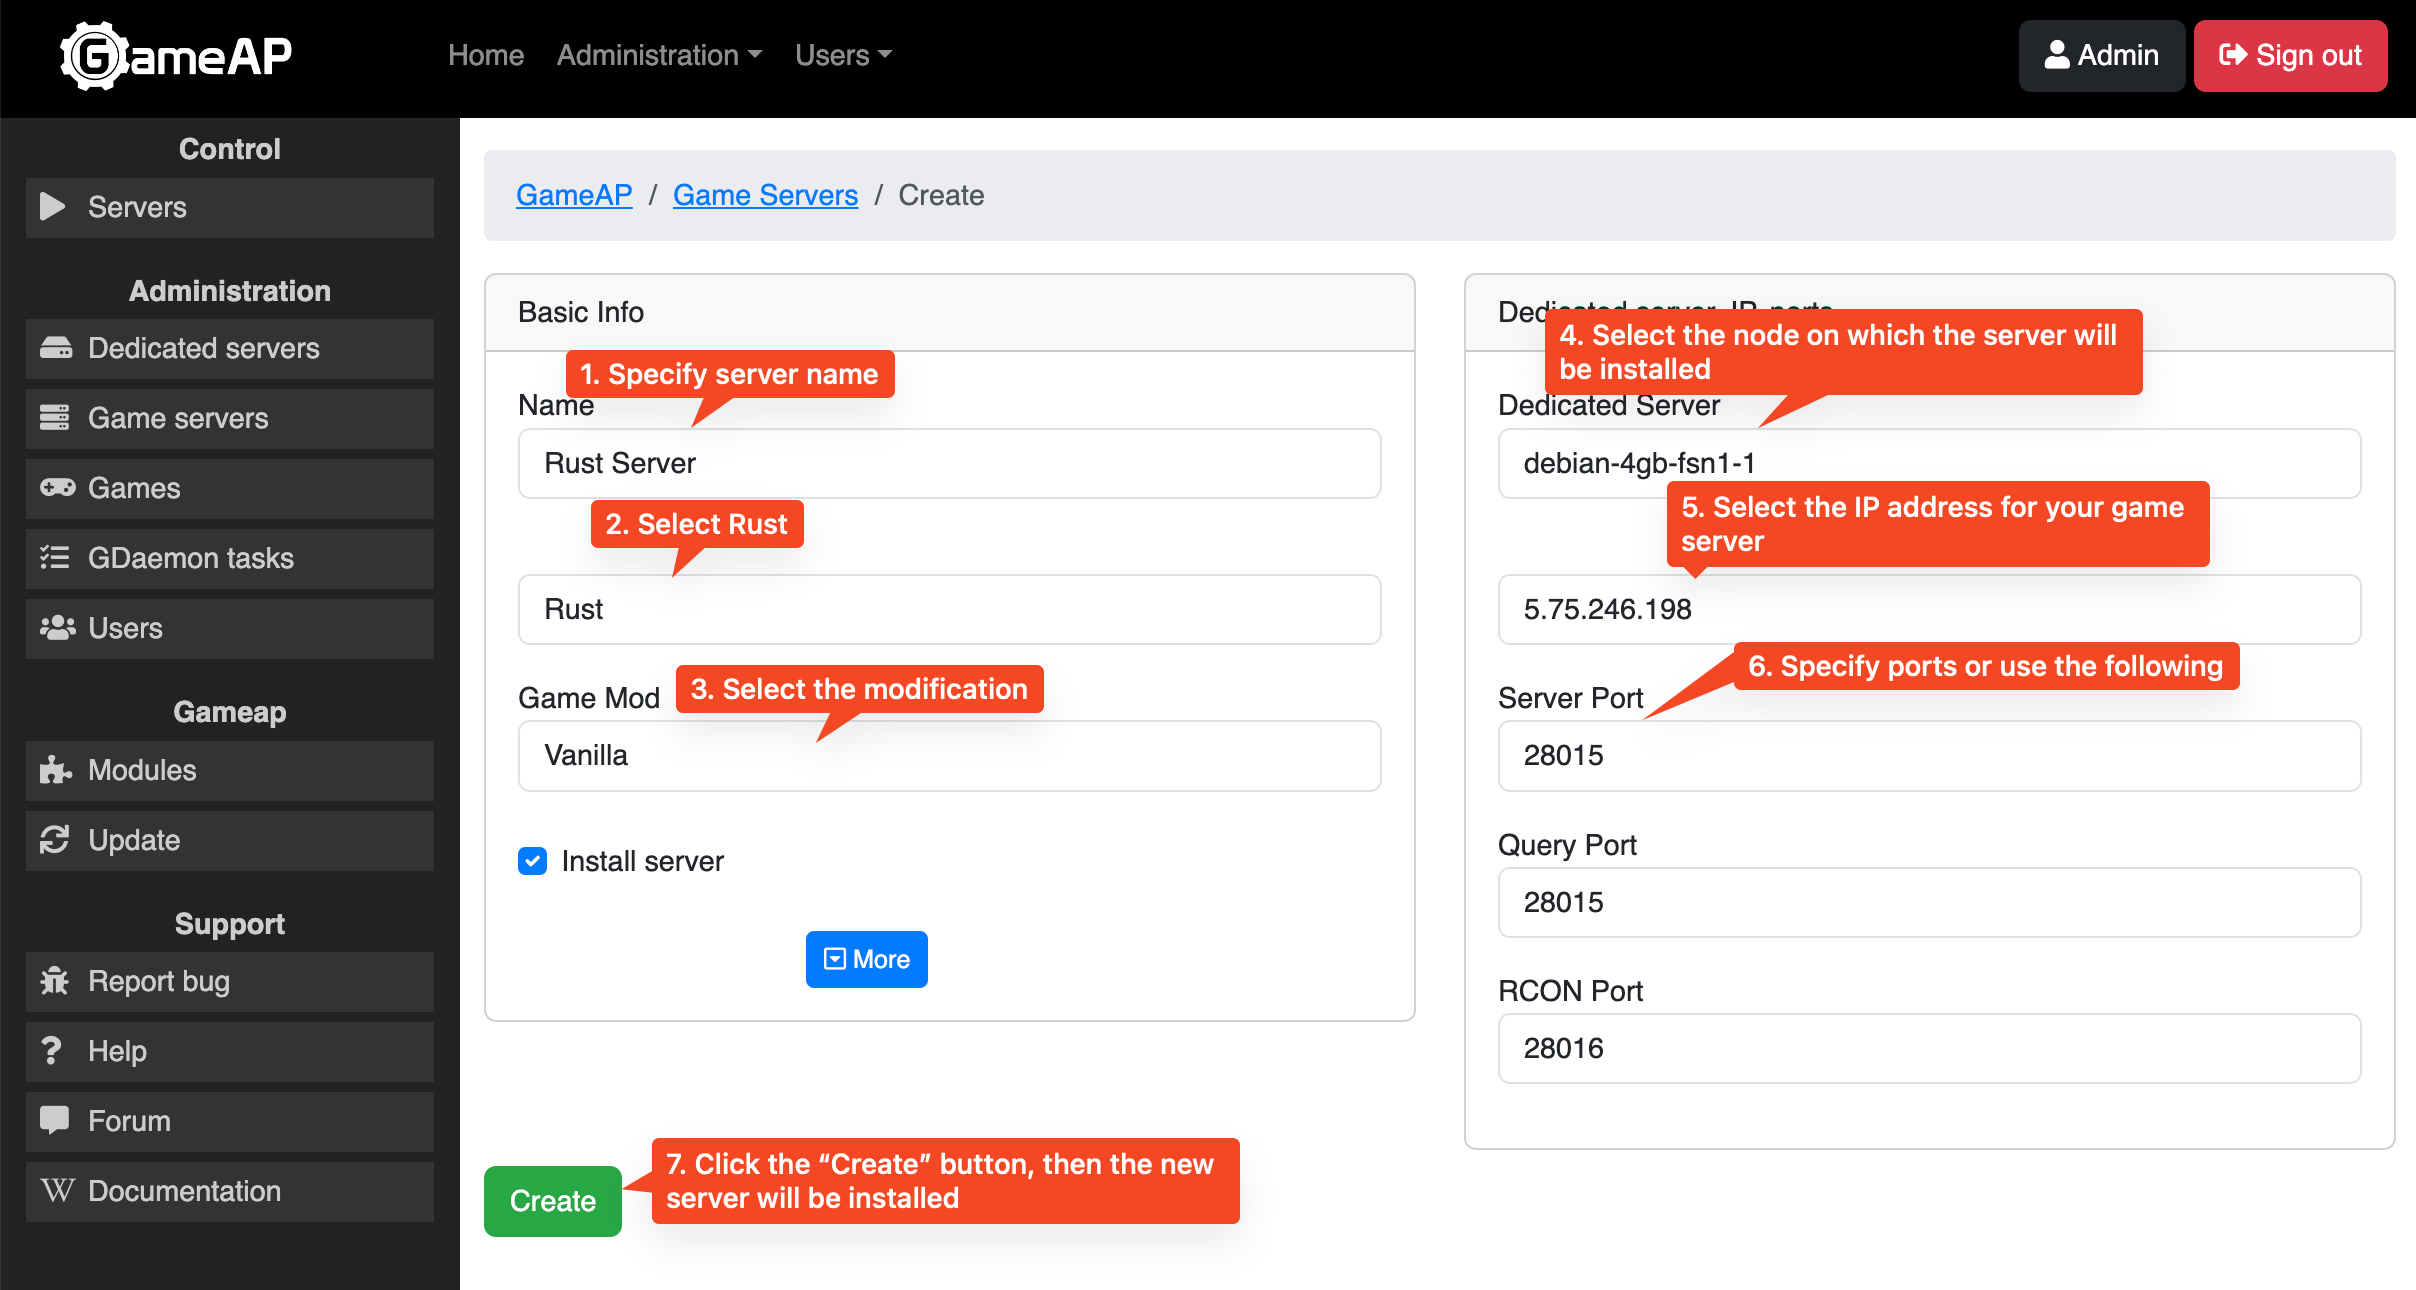 GameAP
Home
Administration
Users
Admin
Sign out
Control
Servers
Administration
Dedicated servers
Game servers
Games
GDaemon tasks
Users
Gameap
Modules
Update
Support
Report bug
Help
Forum
Documentation
GameAP / Game Servers / Create
Basic Info
1. Specify server name
Name
Rust Server
2. Select Rust
Rust
Game Mod
3. Select the modification
Vanilla
Install server
More
Dedicated server, IP, ports
4. Select the node on which the server will
be installed
Dedicated Server
debian-4gb-fsn1-1
5. Select the IP address for your game
server
5.75.246.198
6. Specify ports or use the following
Server Port
28015
Query Port
28015
RCON Port
28016
Create
7. Click the “Create” button, then the new
server will be installed